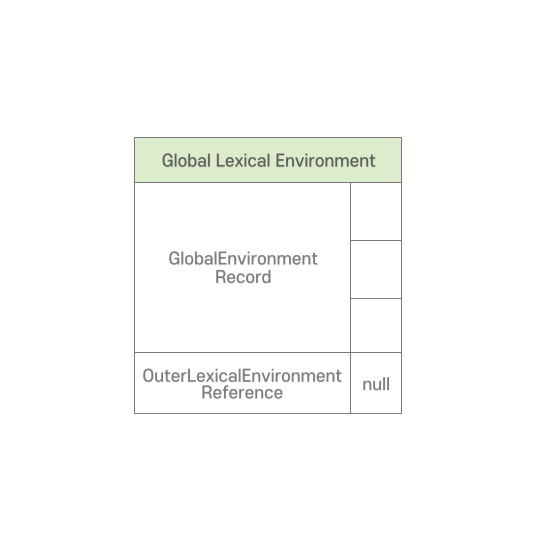 Global Lexical Environment
GlobalEnvironment
Record
OuterLexicalEnvironment
Reference
null